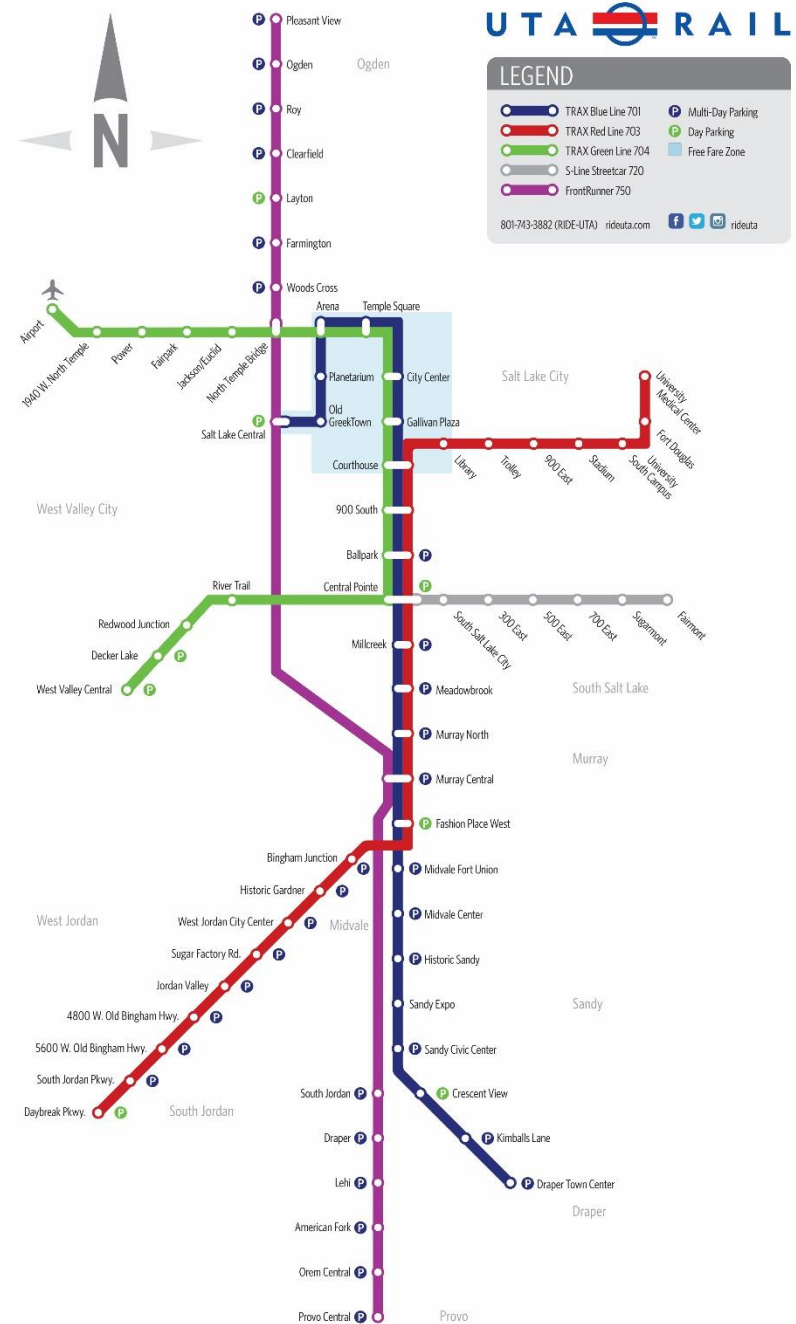 UTA RAIL
LEGEND
TRAX Blue Line 701
TRAX Red Line 703
TRAX Green Line 704
S-Line Streetcar 720
FrontRunner 750
P Multi-Day Parking
P Day Parking
Free Fare Zone
801-743-3882 (RIDE-UTA) rideuta.com
f rideuta
N
P Pleasant View
P Ogden
Ogden
P Roy
P Clearfield
P Layton
P Farmington
P Woods Cross
Arena
Temple Square
Airport
1940 W. North Temple
Power
Fairpark
Jackson/Euclid
North Temple Bridge
Planetarium
City Center
Salt Lake City
Old
GreekTown
Gallivan Plaza
P
Salt Lake Central
Courthouse
Library
Trolley
900 East
Stadium
University
South Campus
Fort Douglas
University
Medical Center
West Valley City
900 South
Ballpark P
Central Pointe P
River Trail
Redwood Junction
Decker Lake P
West Valley Central P
South Salt Lake City
300 East
500 East
700 East
Sugarmont
Fairmont
Millcreek P
P Meadowbrook
South Salt Lake
P Murray North
Murray
P Murray Central
P Fashion Place West
Bingham Junction P
P Midvale Fort Union
Historic Gardner P
P Midvale Center
West Jordan
West Jordan City Center P
Midvale
Sugar Factory Rd. P
P Historic Sandy
Jordan Valley P
Sandy Expo
Sandy
4800 W. Old Bingham Hwy. P
5600 W. Old Bingham Hwy. P
P Sandy Civic Center
South Jordan Pkwy. P
Daybreak Pkwy. P
South Jordan
South Jordan P
P Crescent View
Draper P
P Kimballs Lane
Lehi P
P Draper Town Center
Draper
American Fork P
Orem Central P
Provo Central P
Provo